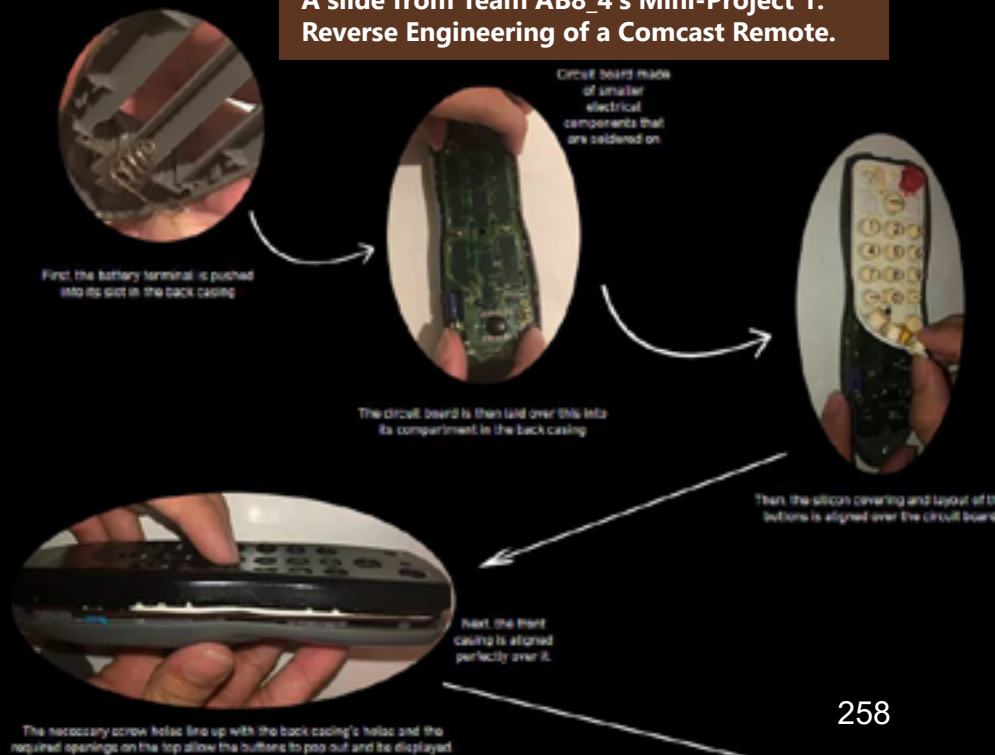 A slide from Team AB8_4's Mini-Project 1:
Reverse Engineering of a Comcast Remote.
Circuit board made
of smaller
electrical
components that
are soldered on
First, the battery terminal is pushed
into its slot in the back casing
The circuit board is then laid over this into
its compartment in the back casing
Then, the silicon covering and layout of th
buttons is aligned over the circuit board
Next, the front
casing is aligned
perfectly over it.
The necessary screw holes line up with the back casing's holes and the
required openings on the top allow the buttons to pop out and be displayed.
258